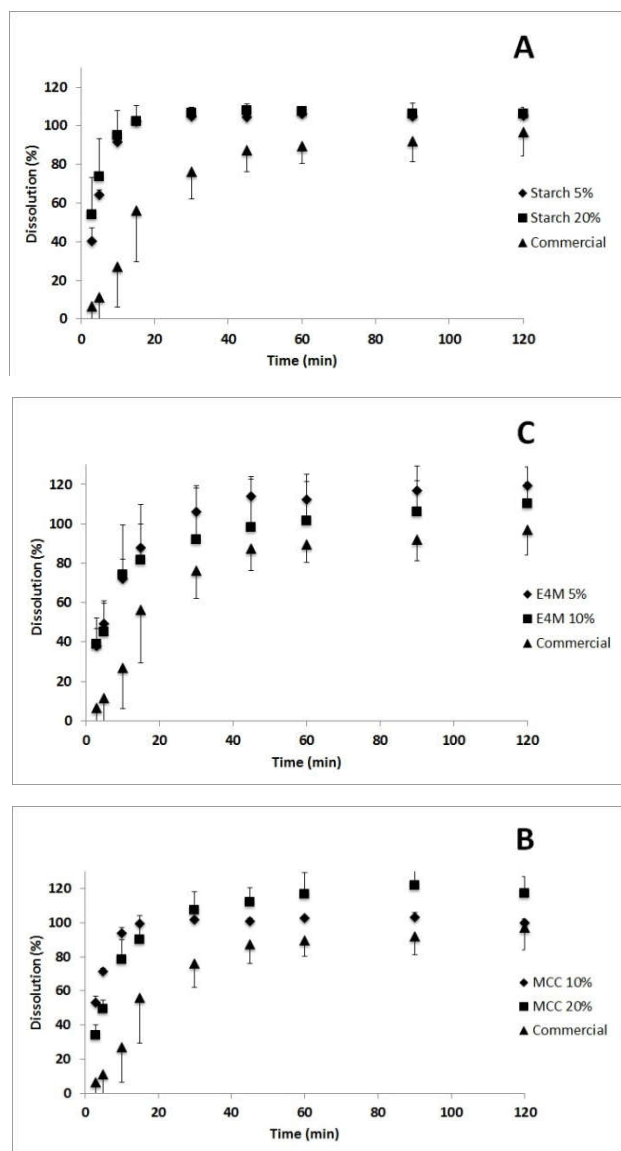 A
Dissolution (%)
120
100
80
60
40
20
0
0 20 40 60 80 100 120
Time (min)
Starch 5%
Starch 20%
Commercial
C
Dissolution (%)
120
100
80
60
40
20
0
0 20 40 60 80 100 120
Time (min)
E4M 5%
E4M 10%
Commercial
B
Dissolution (%)
120
100
80
60
40
20
0
0 20 40 60 80 100 120
Time (min)
MCC 10%
MCC 20%
Commercial